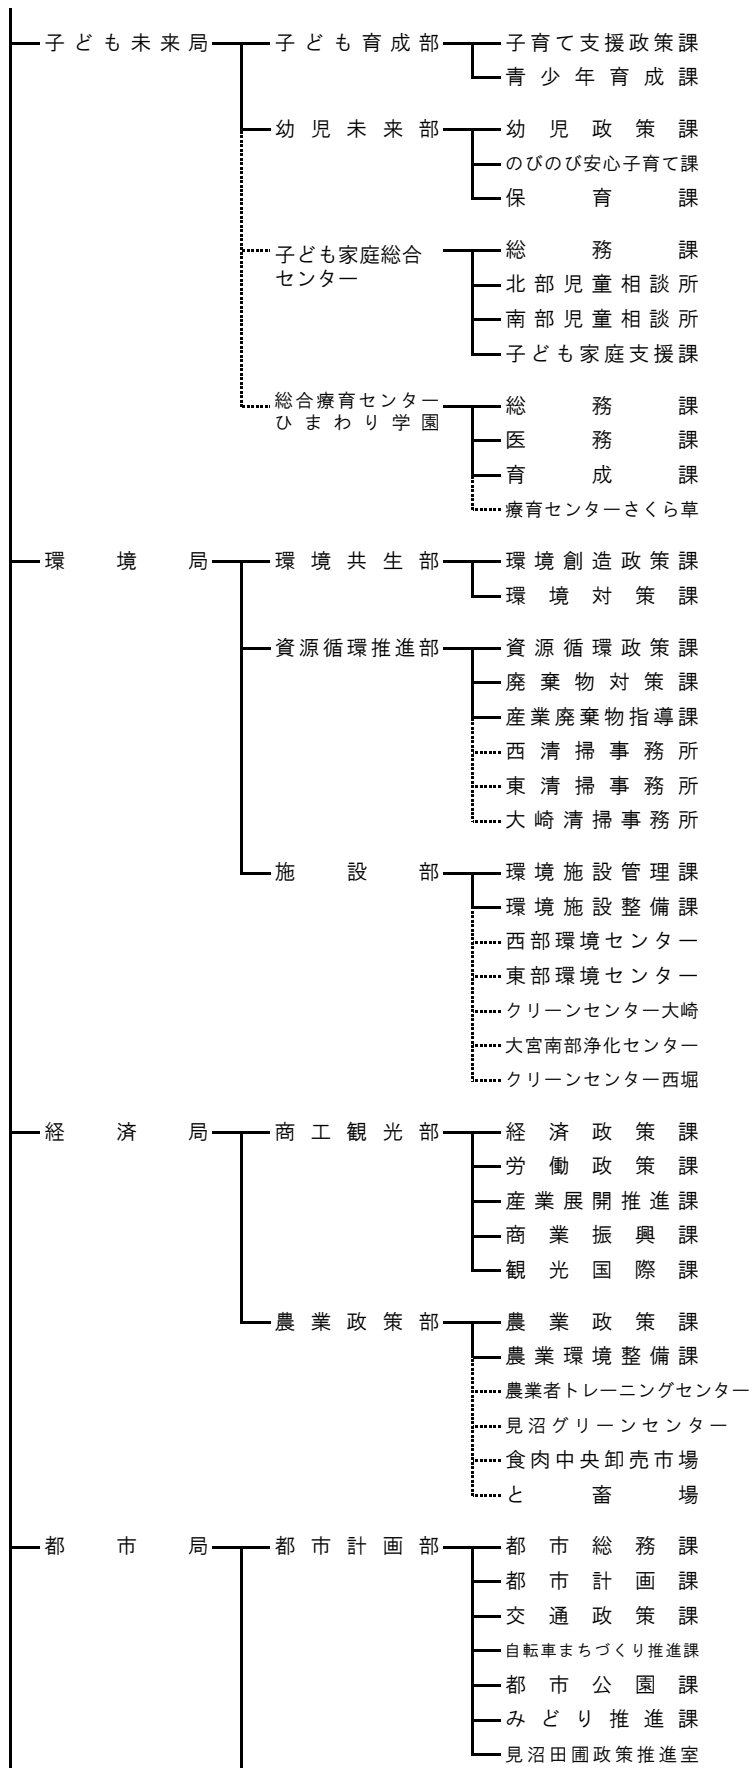 子ども未来局 子ども育成部 子育て支援政策課
青少年育成課
幼児未来部 幼児政策課
のびのび安心子育て課
保育課
子ども家庭総合センター 総務課
北部児童相談所
南部児童相談所
子ども家庭支援課
総合療育センターひまわり学園 総務課
医務課
育成課
療育センターさくら草
環境局 環境共生部 環境創造政策課
環境対策課
資源循環推進部 資源循環政策課
廃棄物対策課
産業廃棄物指導課
西清掃事務所
東清掃事務所
大崎清掃事務所
施設部 環境施設管理課
環境施設整備課
西部環境センター
東部環境センター
クリーンセンター大崎
大宮南部浄化センター
クリーンセンター西堀
経済局 商工観光部 経済政策課
労働政策課
産業展開推進課
商業振興課
観光国際課
農業政策部 農業政策課
農業環境整備課
農業者トレーニングセンター
見沼グリーンセンター
食肉中央卸売市場
と畜場
都市局 都市計画部 都市総務課
都市計画課
交通政策課
自転車まちづくり推進課
都市公園課
みどり推進課
見沼田圃政策推進室